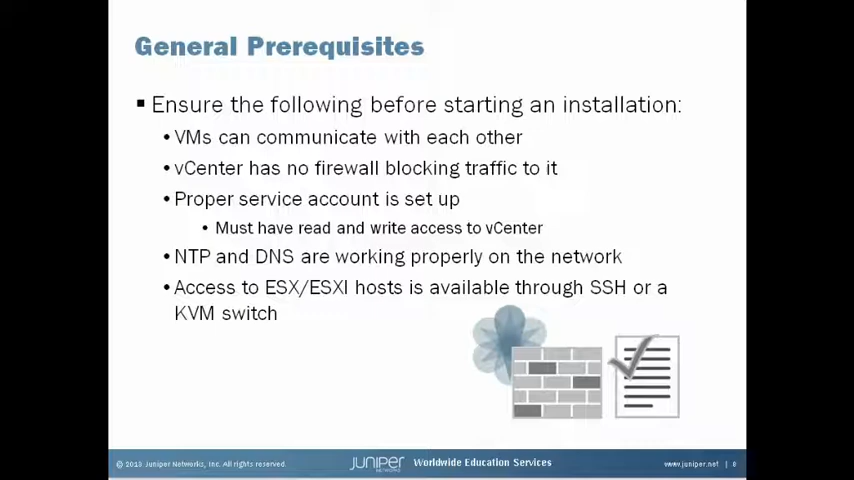 General Prerequisites
▪ Ensure the following before starting an installation:
• VMs can communicate with each other
• vCenter has no firewall blocking traffic to it
• Proper service account is set up
• Must have read and write access to vCenter
• NTP and DNS are working properly on the network
• Access to ESX/ESXI hosts is available through SSH or a
KVM switch
© 2013 Juniper Networks, Inc. All rights reserved.
JUNIPER
NETWORKS
Worldwide Education Services
www.juniper.net |